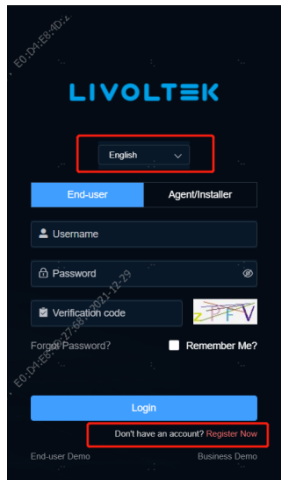 LIVOLTEK
English
End-user Agent/Installer
Username
Password
Verification code zPFV
Forgot Password? Remember Me?
Login
Don't have an account? Register Now
End-user Demo Business Demo